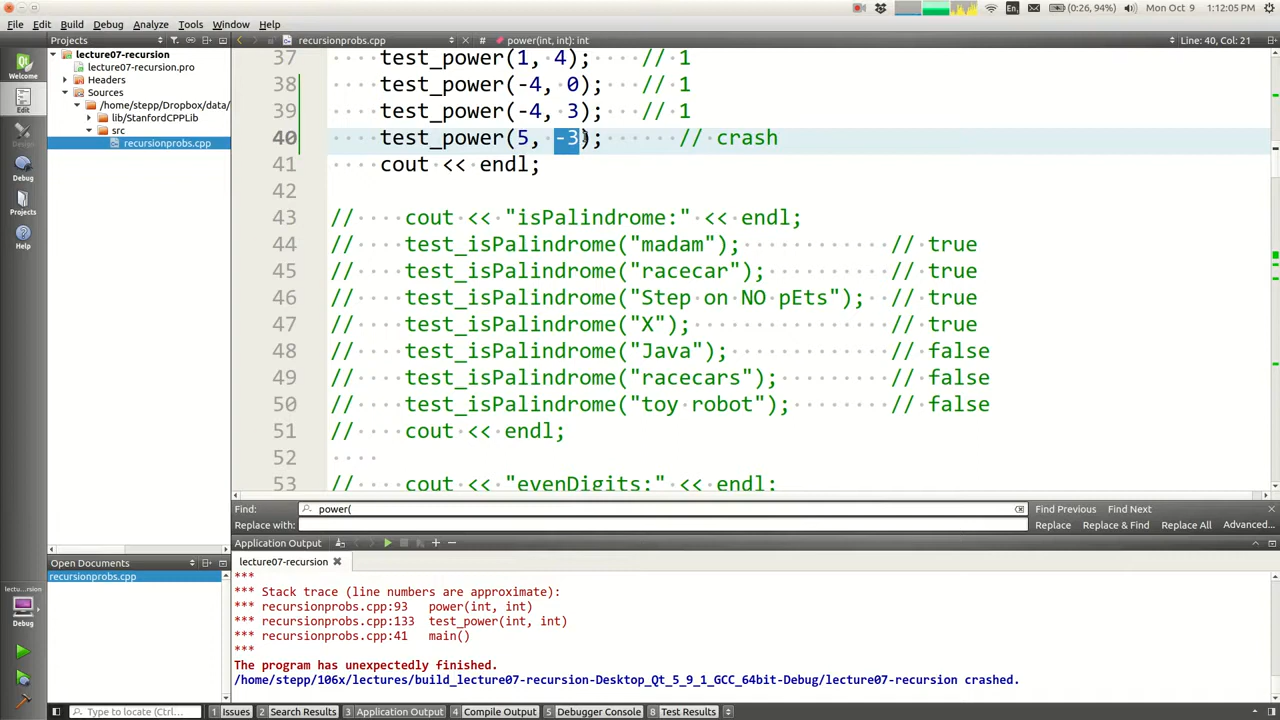 File Edit Build Debug Analyze Tools Window Help
En (0:26, 94%) Mon Oct 9 1:12:05 PM
Projects recursionprobs.cpp # power(int, int): int Line: 40, Col: 21
Welcome
Edit
Debug
Projects
Help
lecture07-recursion
lecture07-recursion.pro
Headers
Sources
/home/stepp/Dropbox/data/
lib/StanfordCPPLib
src
recursionprobs.cpp
37 test_power(1, 4); // 1
38 test_power(-4, 0); // 1
39 test_power(-4, 3); // 1
40 test_power(5, -3); // crash
41 cout << endl;
42
43 // cout << "isPalindrome:" << endl;
44 // test_isPalindrome("madam"); // true
45 // test_isPalindrome("racecar"); // true
46 // test_isPalindrome("Step on NO pEts"); // true
47 // test_isPalindrome("X"); // true
48 // test_isPalindrome("Java"); // false
49 // test_isPalindrome("racecars"); // false
50 // test_isPalindrome("toy robot"); // false
51 // cout << endl;
52
53 // cout << "evenDigits:" << endl;
Find: power( Find Previous Find Next
Replace with: Replace Replace & Find Replace All Advanced...
Application Output
lecture07-recursion
Open Documents
recursionprobs.cpp
lectu...ursion
Debug
***
*** Stack trace (line numbers are approximate):
*** recursionprobs.cpp:93 power(int, int)
*** recursionprobs.cpp:133 test_power(int, int)
*** recursionprobs.cpp:41 main()
***
The program has unexpectedly finished.
/home/stepp/106x/lectures/build_lecture07-recursion-Desktop_Qt_5_9_1_GCC_64bit-Debug/lecture07-recursion crashed.
Type to locate (Ctrl+... 1 Issues 2 Search Results 3 Application Output 4 Compile Output 5 Debugger Console 8 Test Results